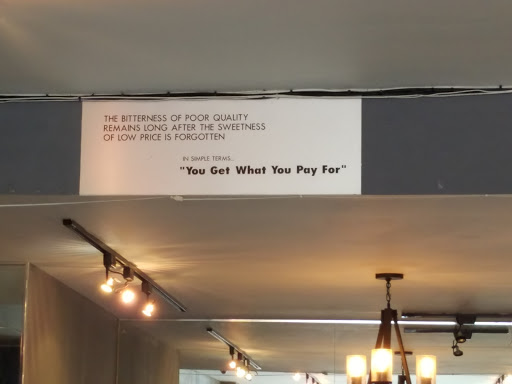 THE BITTERNESS OF POOR QUALITY
REMAINS LONG AFTER THE SWEETNESS
OF LOW PRICE IS FORGOTTEN
IN SIMPLE TERMS...
"You Get What You Pay For"